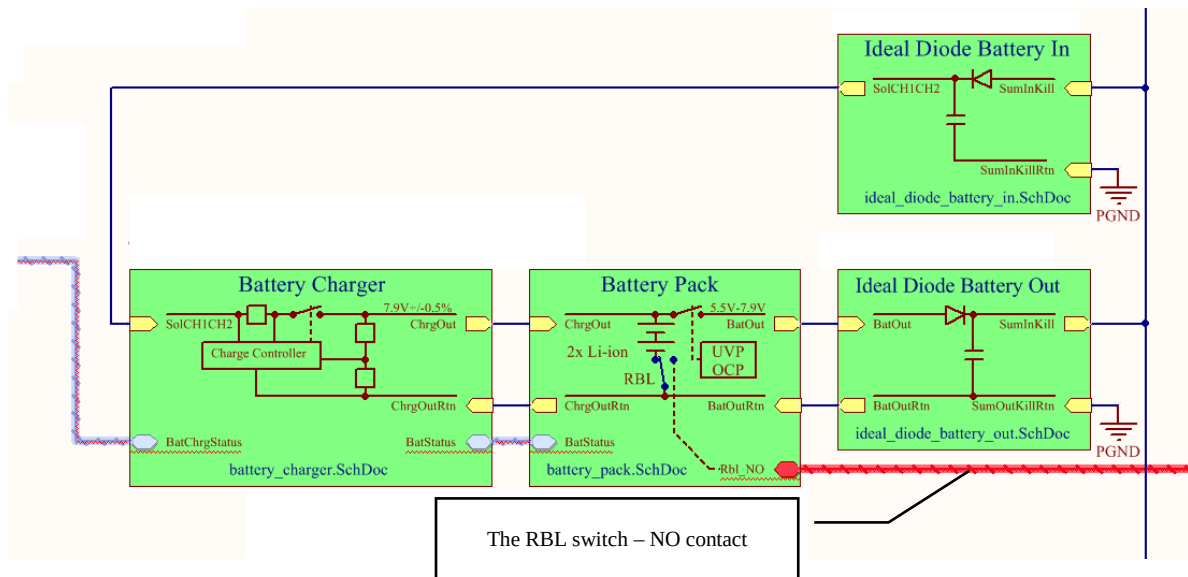 Ideal Diode Battery In
SolCH1CH2
SumInKill
SumInKillRtn
ideal_diode_battery_in.SchDoc
PGND
Battery Charger
7.9V+/-0.5%
SolCH1CH2
ChrgOut
Charge Controller
ChrgOutRtn
BatChrgStatus
BatStatus
battery_charger.SchDoc
Battery Pack
5.5V-7.9V
ChrgOut
BatOut
2x Li-ion
UVP
OCP
RBL
ChrgOutRtn
BatOutRtn
BatStatus
Rbl_NO
battery_pack.SchDoc
Ideal Diode Battery Out
BatOut
SumInKill
BatOutRtn
SumOutKillRtn
ideal_diode_battery_out.SchDoc
PGND
The RBL switch – NO contact